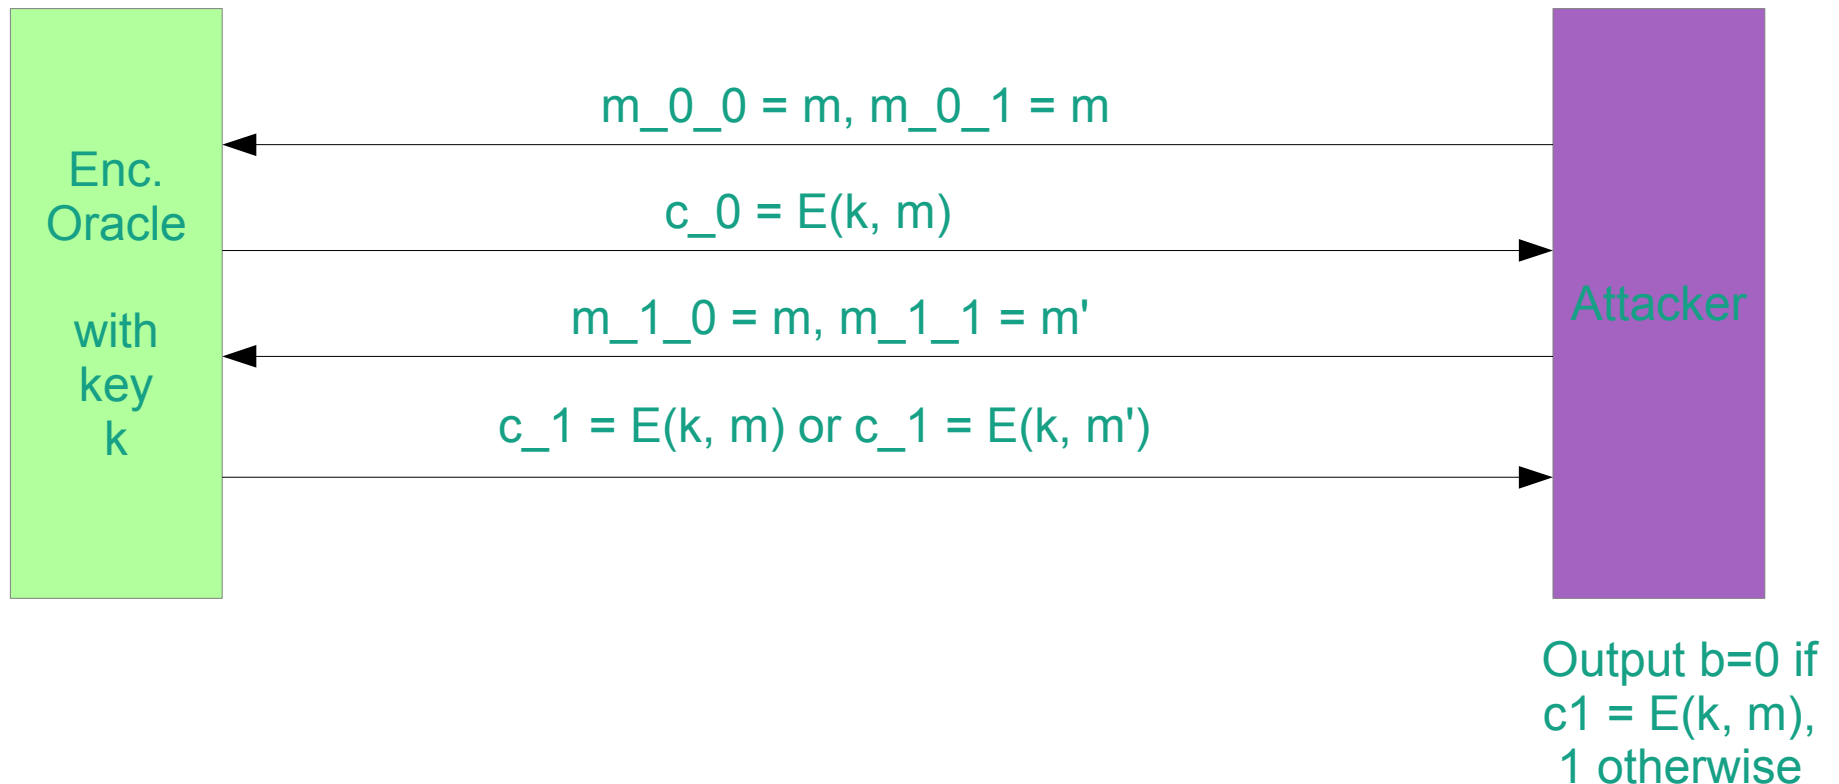 m_0_0 = m, m_0_1 = m
Enc.
Oracle
with
key
k
c_0 = E(k, m)
m_1_0 = m, m_1_1 = m'
c_1 = E(k, m) or c_1 = E(k, m')
Attacker
Output b=0 if
c1 = E(k, m),
1 otherwise